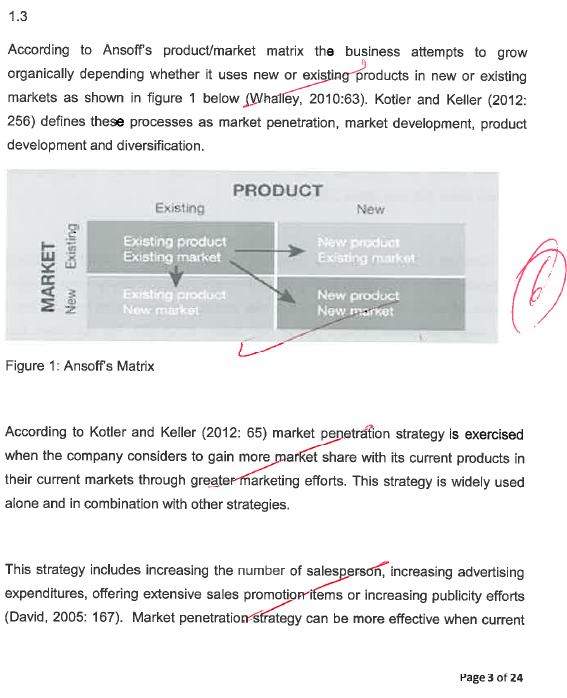 1.3
According to Ansoff's product/market matrix the business attempts to grow
organically depending whether it uses new or existing products in new or existing
markets as shown in figure 1 below (Whalley, 2010:63). Kotler and Keller (2012:
256) defines these processes as market penetration, market development, product
development and diversification.
PRODUCT
Existing New
MARKET
Existing
New
Existing product
Existing market
New product
Existing market
Existing product
New market
New product
New market
6
Figure 1: Ansoff's Matrix
According to Kotler and Keller (2012: 65) market penetration strategy is exercised
when the company considers to gain more market share with its current products in
their current markets through greater marketing efforts. This strategy is widely used
alone and in combination with other strategies.
This strategy includes increasing the number of salesperson, increasing advertising
expenditures, offering extensive sales promotion items or increasing publicity efforts
(David, 2005: 167). Market penetration strategy can be more effective when current
Page 3 of 24